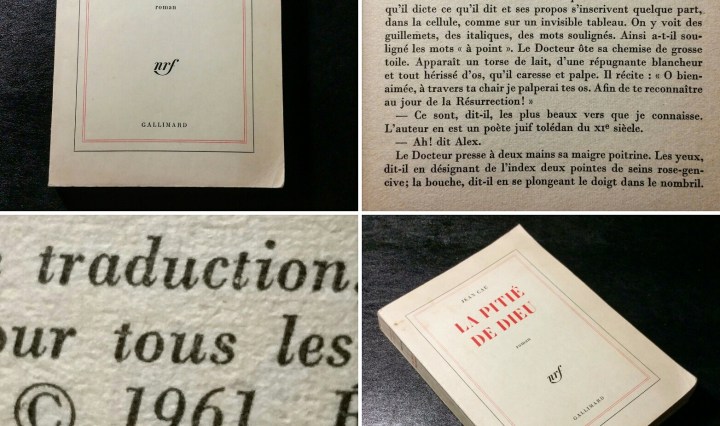 roman
nrf
GALLIMARD
qu'il dicte ce qu'il dit et ses propos s'inscrivent quelque part,
dans la cellule, comme sur un invisible tableau. On y voit des
guillemets, des italiques, des mots soulignés. Ainsi a-t-il sou-
ligné les mots « à point ». Le Docteur ôte sa chemise de grosse
toile. Apparaît un torse de lait, d'une répugnante blancheur
et tout hérissé d'os, qu'il caresse et palpe. Il récite : « O bien-
aimée, à travers ta chair je palperai tes os. Afin de te reconnaître
au jour de la Résurrection! »
— Ce sont, dit-il, les plus beaux vers que je connaisse.
L'auteur en est un poète juif tolédan du XIe siècle.
— Ah! dit Alex.
Le Docteur presse à deux mains sa maigre poitrine. Les yeux,
dit-il en désignant de l'index deux pointes de seins rose-gen-
cive; la bouche, dit-il en se plongeant le doigt dans le nombril.
traduction
our tous les
© 1961
JEAN CAU
LA PITIÉ
DE DIEU
roman
nrf
GALLIMARD